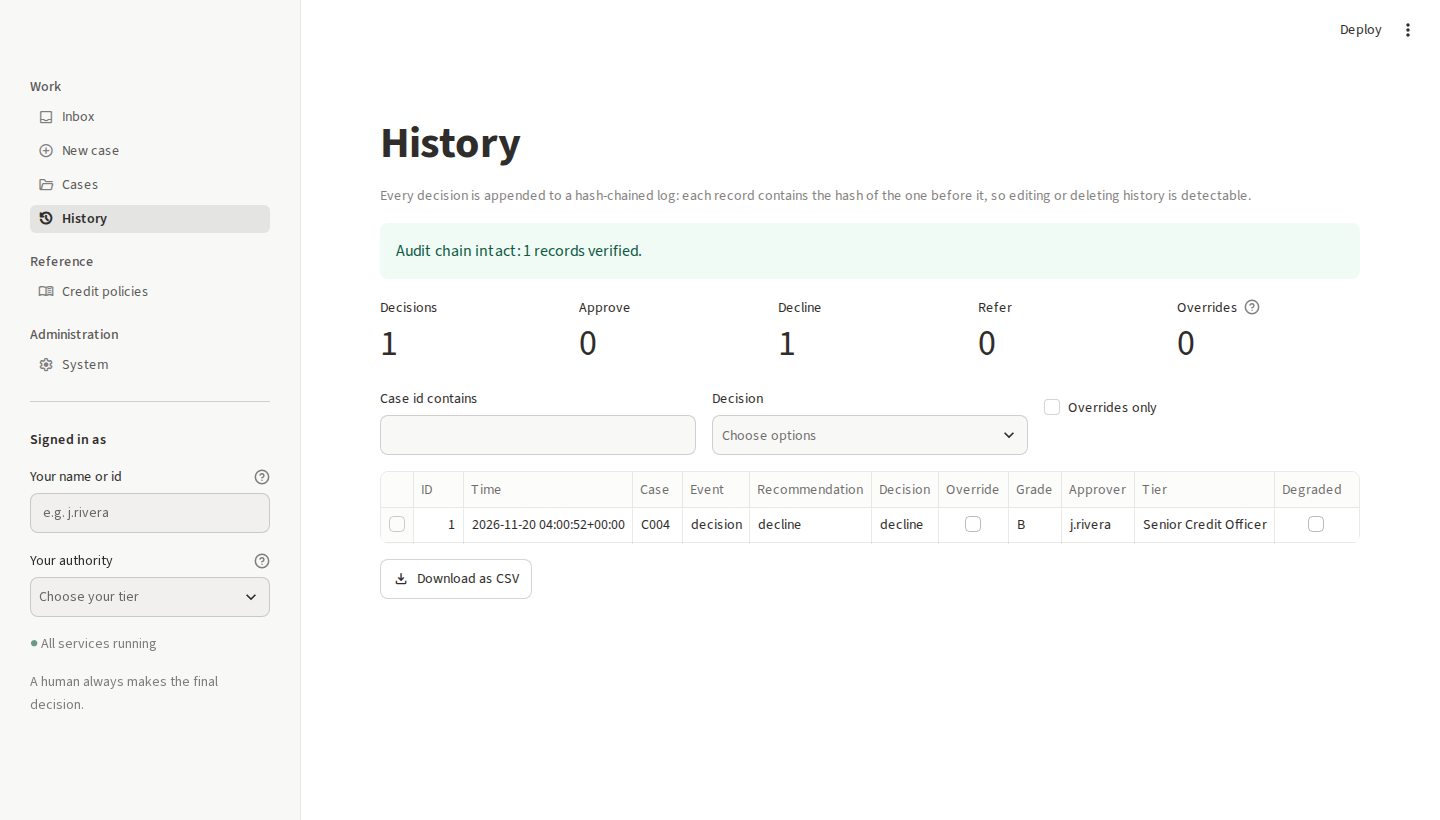 Deploy
Work
Inbox
New case
Cases
History
Reference
Credit policies
Administration
System
Signed in as
Your name or id
e.g. j.rivera
Your authority
Choose your tier
All services running
A human always makes the final
decision.
History
Every decision is appended to a hash-chained log: each record contains the hash of the one before it, so editing or deleting history is detectable.
Audit chain intact: 1 records verified.
Decisions Approve Decline Refer Overrides
1 0 1 0 0
Case id contains Decision Overrides only
Choose options
ID Time Case Event Recommendation Decision Override Grade Approver Tier Degraded
1 2026-11-20 04:00:52+00:00 C004 decision decline decline B j.rivera Senior Credit Officer
Download as CSV